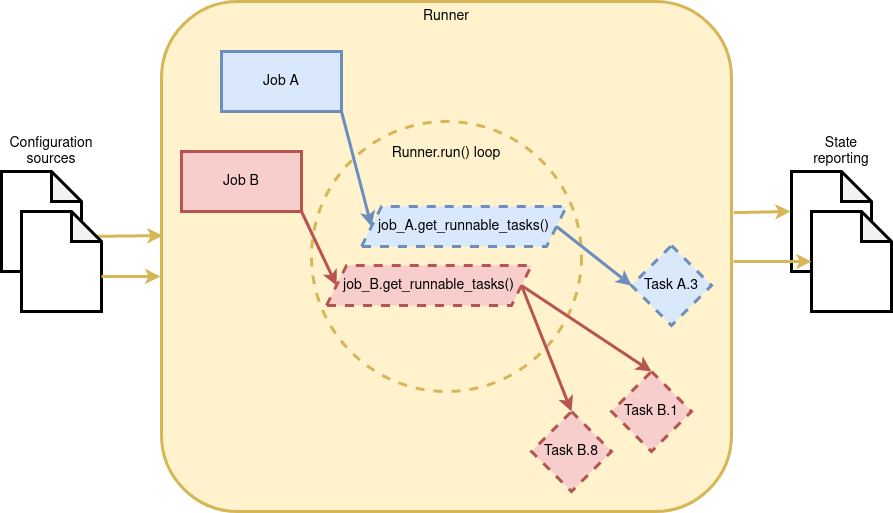 Runner
Job A
Configuration
sources
Runner.run() loop
State
reporting
Job B
job_A.get_runnable_tasks()
job_B.get_runnable_tasks()
Task A.3
Task B.1
Task B.8